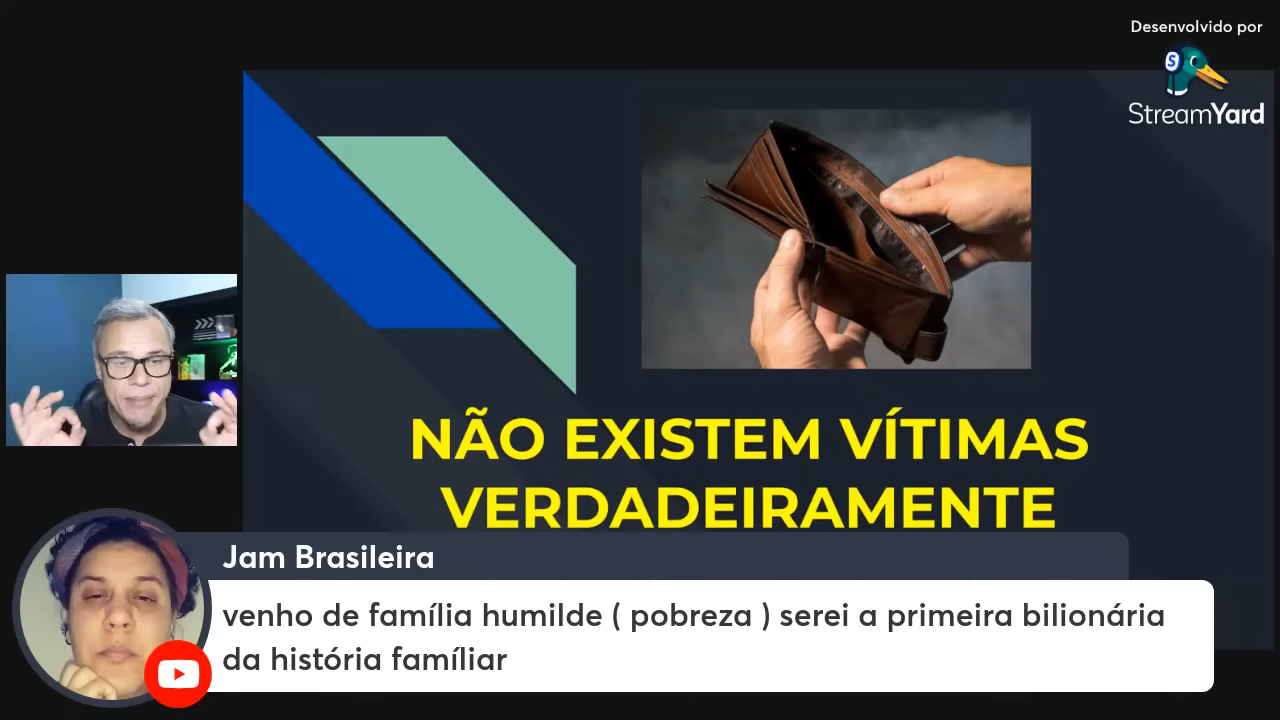 Desenvolvido por
StreamYard
NÃO EXISTEM VÍTIMAS
VERDADEIRAMENTE
Jam Brasileira
venho de família humilde ( pobreza ) serei a primeira bilionária
da história famíliar